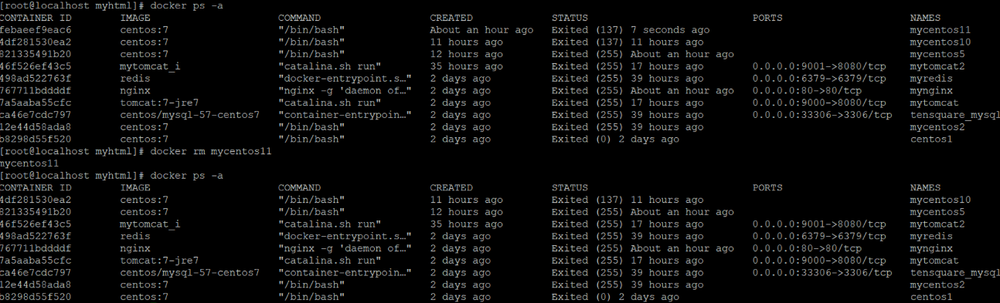 [root@localhost myhtml]# docker ps -a
CONTAINER ID IMAGE COMMAND CREATED STATUS PORTS NAMES
febaeef9eac6 centos:7 "/bin/bash" About an hour ago Exited (137) 7 seconds ago mycentos11
4df281530ea2 centos:7 "/bin/bash" 11 hours ago Exited (137) 11 hours ago mycentos10
821335491b20 centos:7 "/bin/bash" 12 hours ago Exited (255) About an hour ago mycentos5
46f526ef43c5 mytomcat_i "catalina.sh run" 35 hours ago Exited (255) 17 hours ago 0.0.0.0:9001->8080/tcp mytomcat2
498ad522763f redis "docker-entrypoint.s…" 2 days ago Exited (255) 39 hours ago 0.0.0.0:6379->6379/tcp myredis
767711bddddf nginx "nginx -g 'daemon of…" 2 days ago Exited (255) About an hour ago 0.0.0.0:80->80/tcp mynginx
7a5aaba55cfc tomcat:7-jre7 "catalina.sh run" 2 days ago Exited (255) 17 hours ago 0.0.0.0:9000->8080/tcp mytomcat
ca46e7cdc797 centos/mysql-57-centos7 "container-entrypoin…" 2 days ago Exited (255) 39 hours ago 0.0.0.0:33306->3306/tcp tensquare_mysql
12e44d58ada8 centos:7 "/bin/bash" 2 days ago Exited (255) 39 hours ago mycentos2
b8298d55f520 centos:7 "/bin/bash" 2 days ago Exited (0) 2 days ago centos1
[root@localhost myhtml]# docker rm mycentos11
mycentos11
[root@localhost myhtml]# docker ps -a
CONTAINER ID IMAGE COMMAND CREATED STATUS PORTS NAMES
4df281530ea2 centos:7 "/bin/bash" 11 hours ago Exited (137) 11 hours ago mycentos10
821335491b20 centos:7 "/bin/bash" 12 hours ago Exited (255) About an hour ago mycentos5
46f526ef43c5 mytomcat_i "catalina.sh run" 35 hours ago Exited (255) 17 hours ago 0.0.0.0:9001->8080/tcp mytomcat2
498ad522763f redis "docker-entrypoint.s…" 2 days ago Exited (255) 39 hours ago 0.0.0.0:6379->6379/tcp myredis
767711bddddf nginx "nginx -g 'daemon of…" 2 days ago Exited (255) About an hour ago 0.0.0.0:80->80/tcp mynginx
7a5aaba55cfc tomcat:7-jre7 "catalina.sh run" 2 days ago Exited (255) 17 hours ago 0.0.0.0:9000->8080/tcp mytomcat
ca46e7cdc797 centos/mysql-57-centos7 "container-entrypoin…" 2 days ago Exited (255) 39 hours ago 0.0.0.0:33306->3306/tcp tensquare_mysql
12e44d58ada8 centos:7 "/bin/bash" 2 days ago Exited (255) 39 hours ago mycentos2
b8298d55f520 centos:7 "/bin/bash" 2 days ago Exited (0) 2 days ago centos1